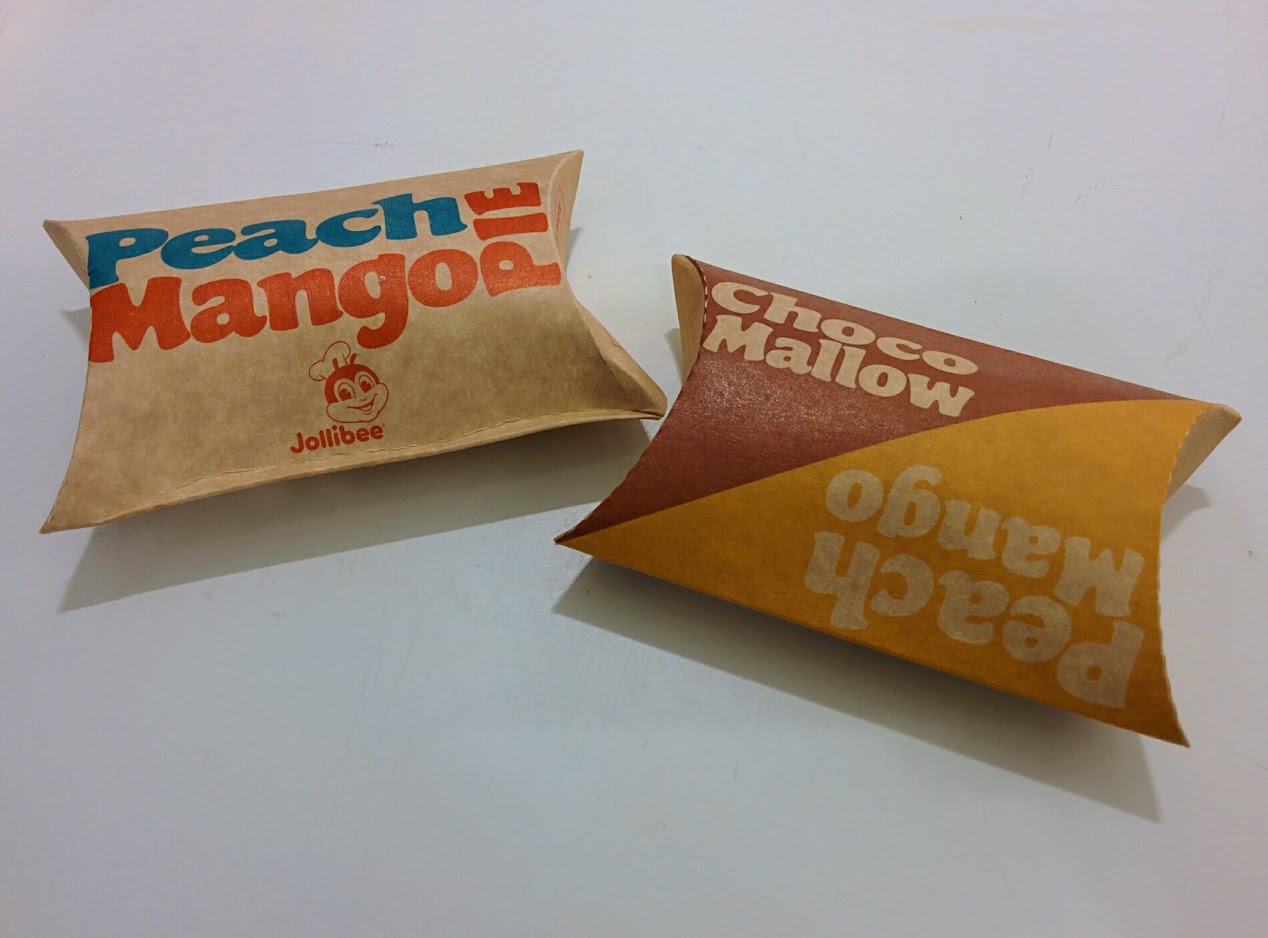 Peach
Mango
PIE
Jollibee
Choco
Mallow
Peach
Mango